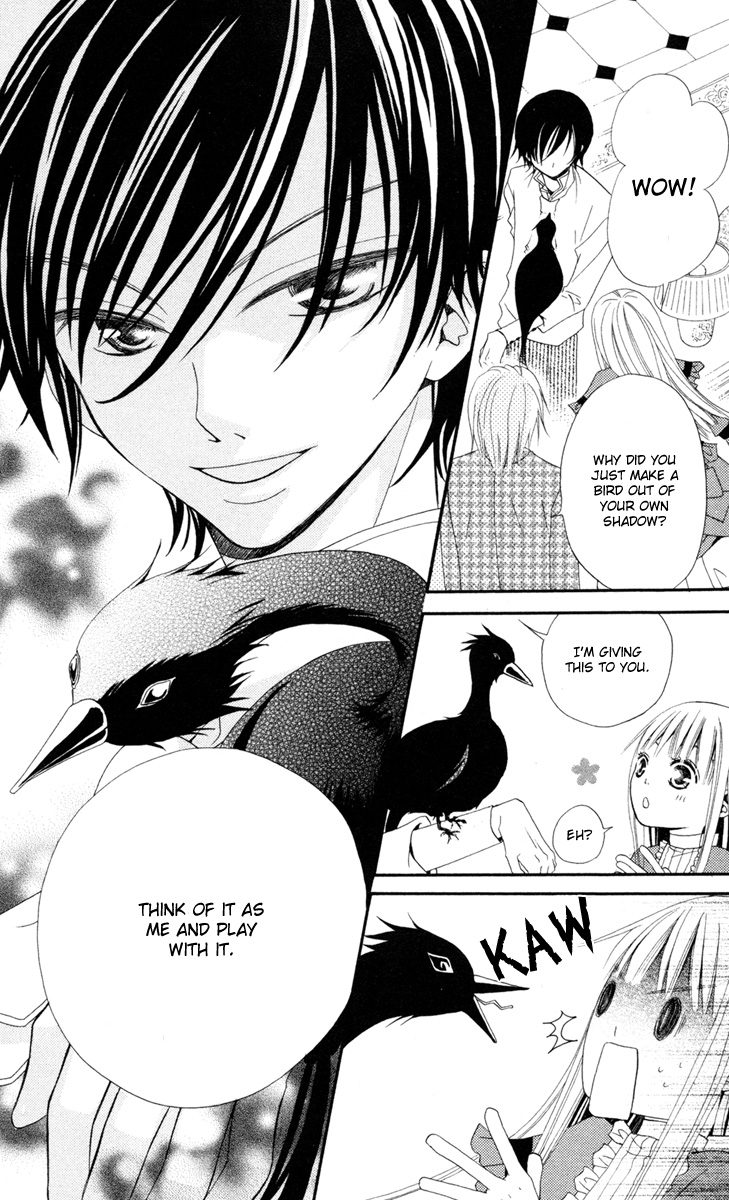 WOW!
WHY DID YOU
JUST MAKE A
BIRD OUT OF
YOUR OWN
SHADOW?
I'M GIVING
THIS TO YOU.
EH?
KAW
THINK OF IT AS
ME AND PLAY
WITH IT.